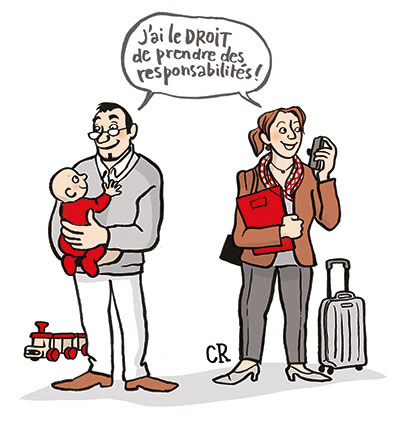 J'ai le DROIT
de prendre des
responsabilités!
CR